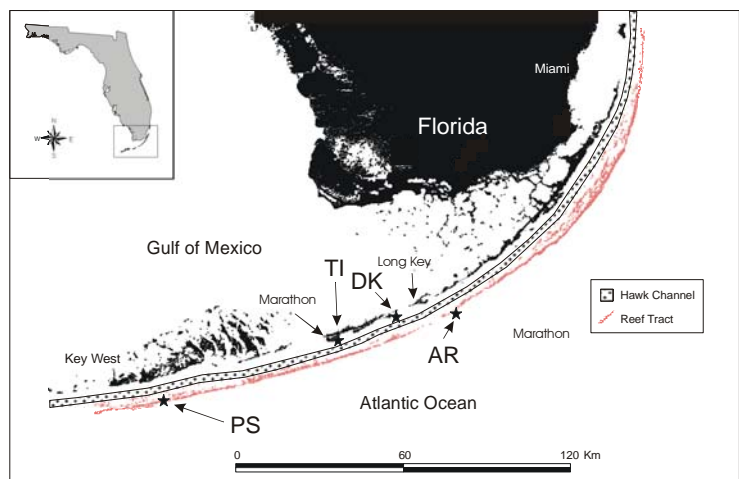 N
W
E
S
Miami
Florida
Gulf of Mexico
TI
DK
Long Key
Marathon
Hawk Channel
Reef Tract
Marathon
Key West
AR
Atlantic Ocean
PS
0
60
120 Km